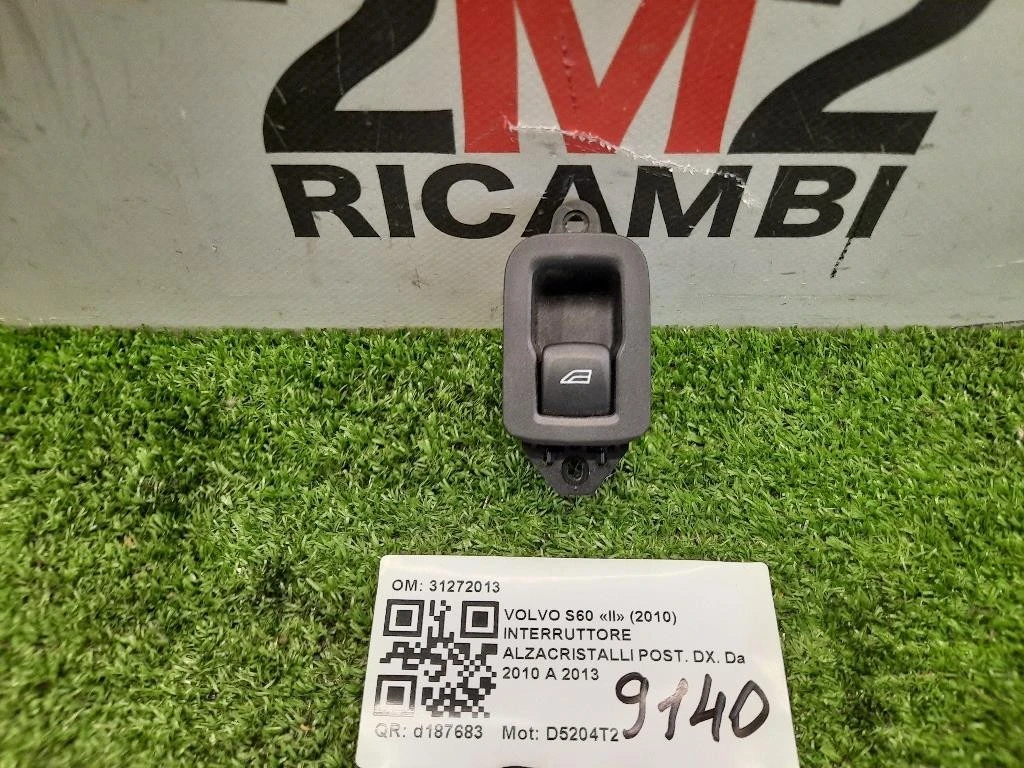 2M2
RICAMBI
OM: 31272013
VOLVO S60 «II» (2010)
INTERRUTTORE
ALZACRISTALLI POST. DX. Da
2010 A 2013
9140
QR: d187683 Mot: D5204T2